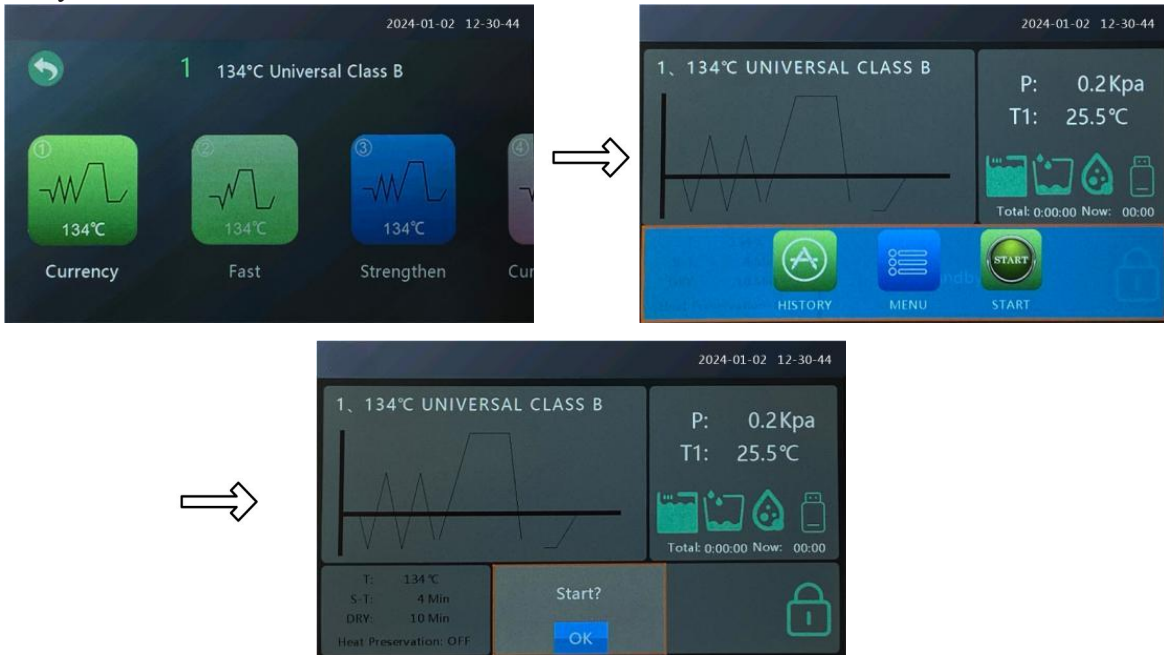 2024-01-02 12-30-44
1 134°C Universal Class B
① ② ③ ④
134℃ 134℃ 134℃
Currency Fast Strengthen Cur
2024-01-02 12-30-44
1、134℃ UNIVERSAL CLASS B
P: 0.2Kpa
T1: 25.5℃
Total: 0:00:00 Now: 00:00
START
HISTORY MENU START
2024-01-02 12-30-44
1、134℃ UNIVERSAL CLASS B
P: 0.2Kpa
T1: 25.5℃
Total: 0:00:00 Now: 00:00
T: 134℃
S-T: 4 Min
DRY: 10 Min
Heat Preservation: OFF
Start?
OK